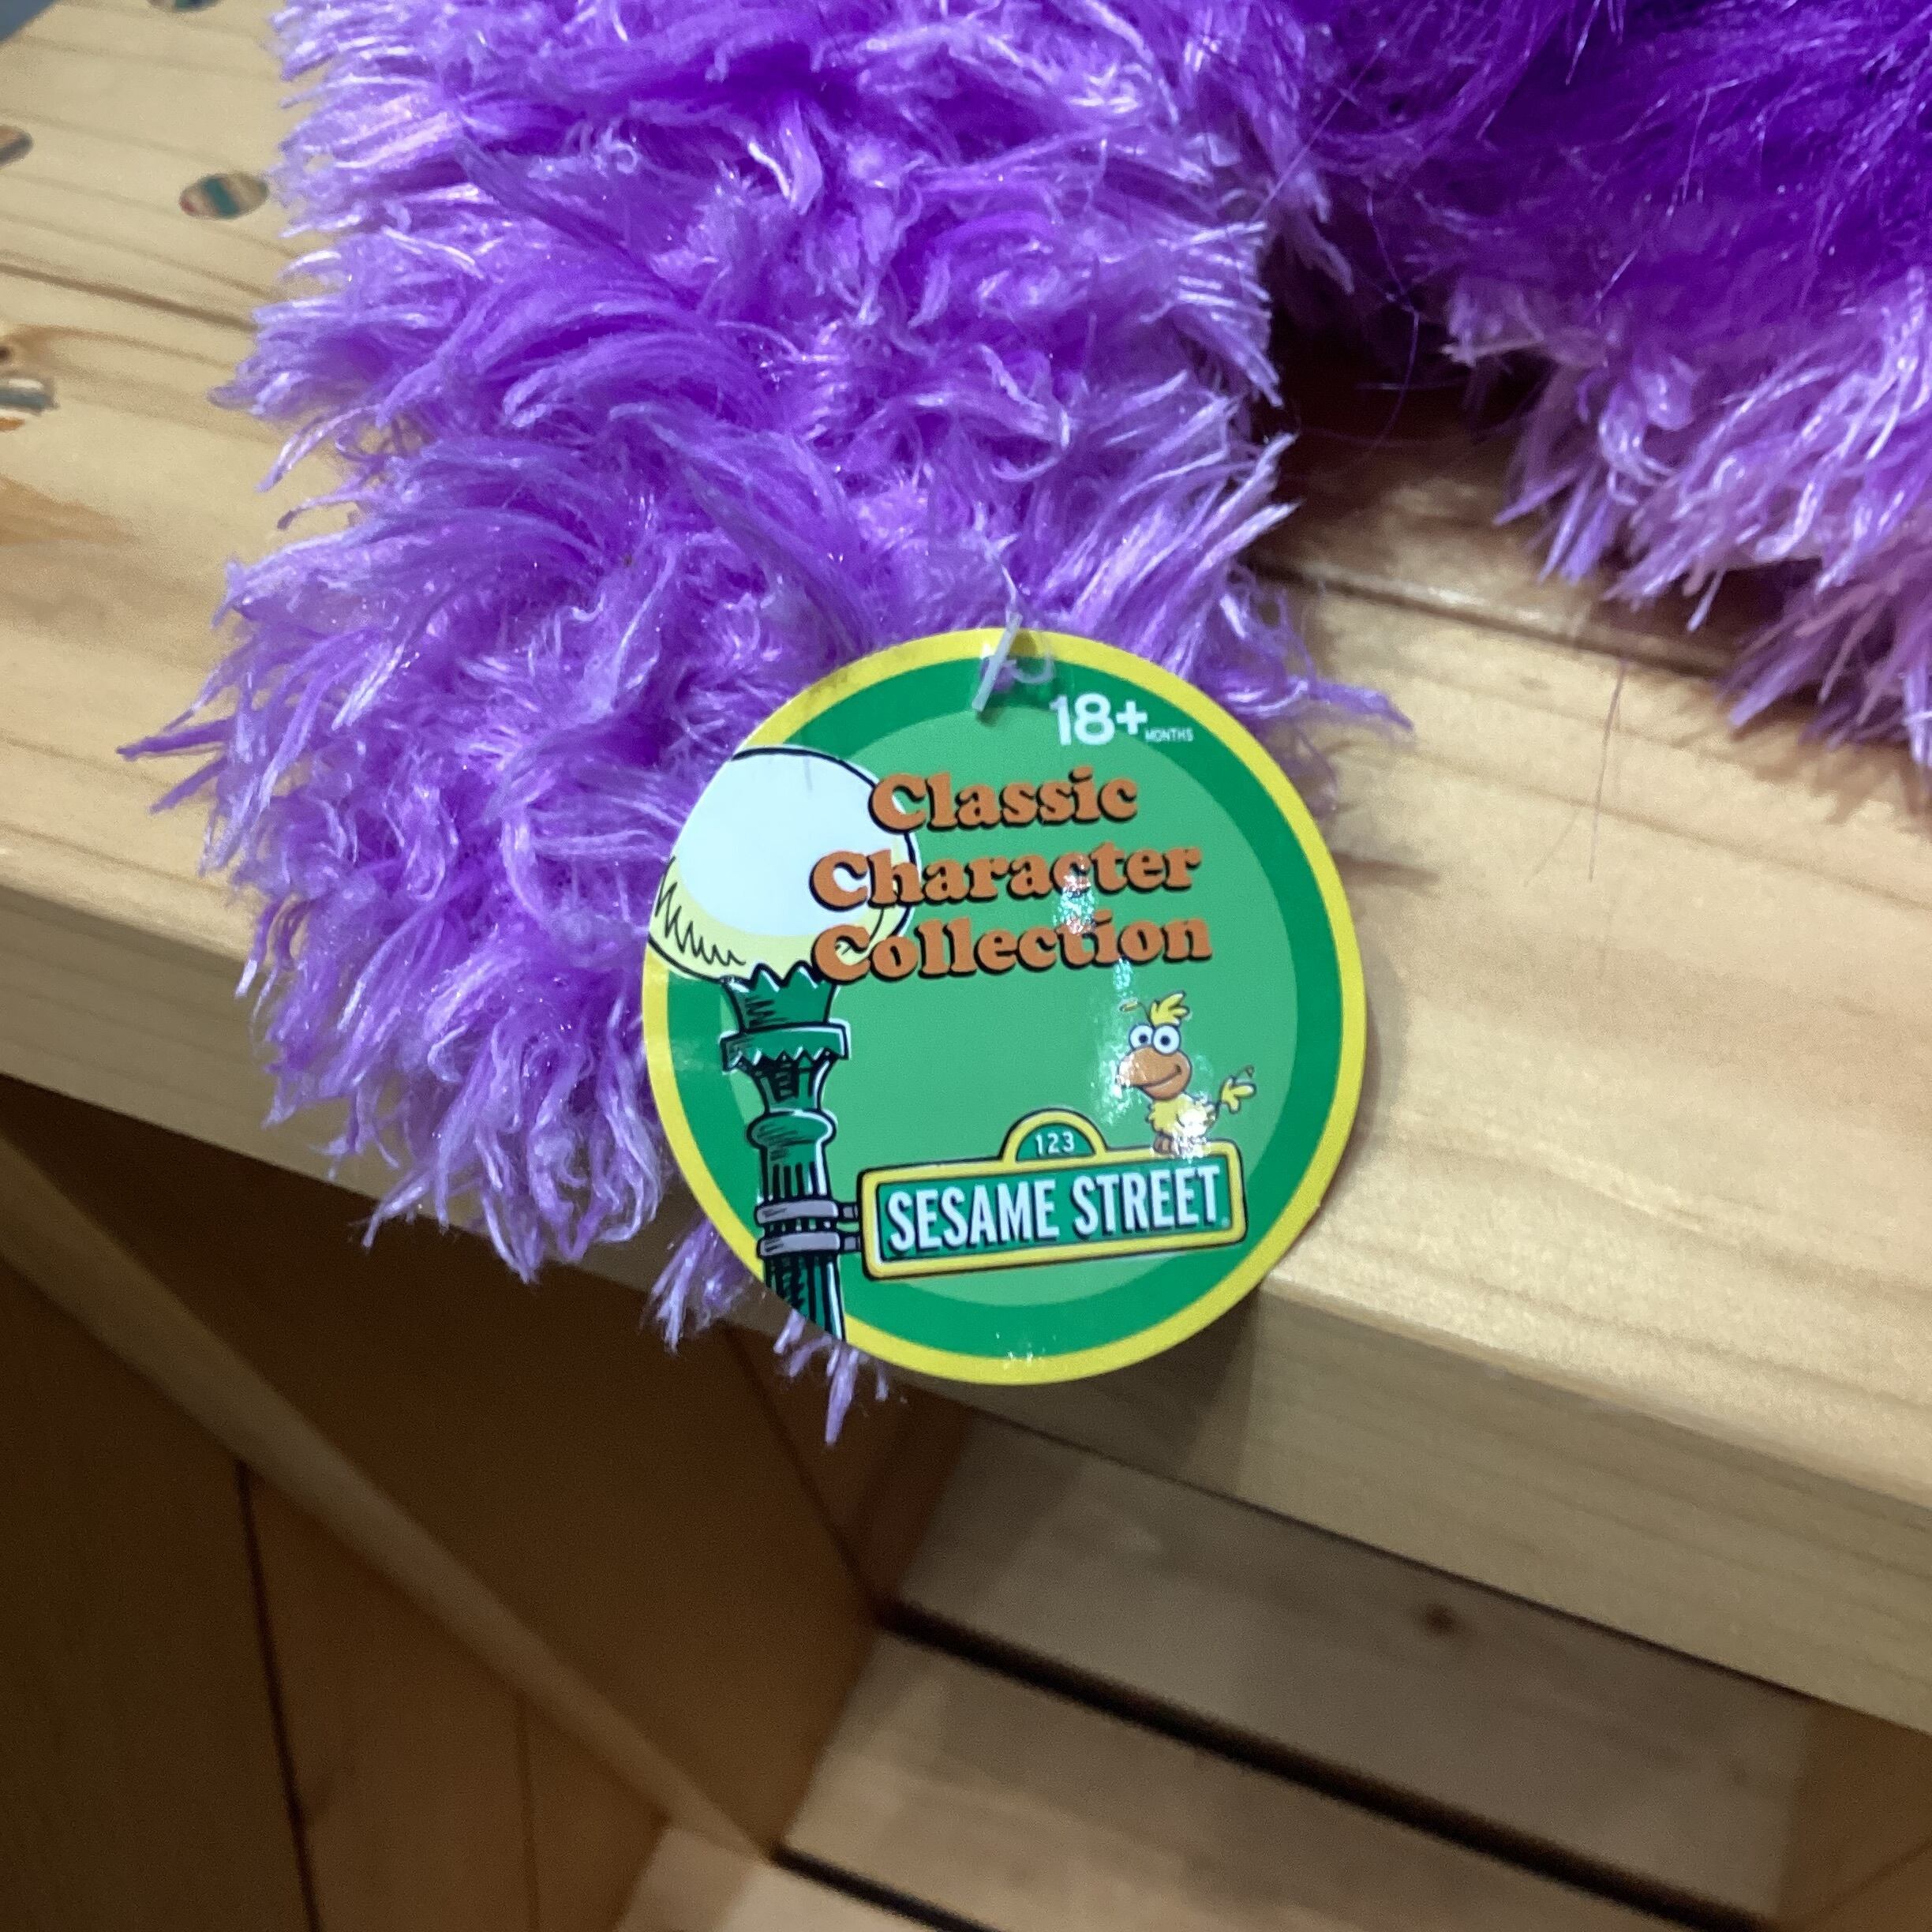 18+ MONTHS
Classic
Character
Collection
123
SESAME STREET